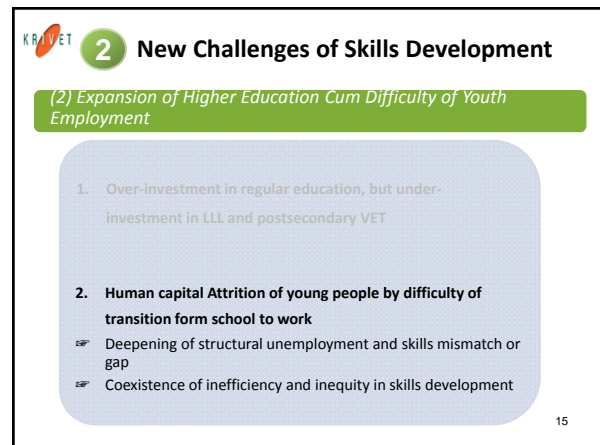 KRIVET
2 New Challenges of Skills Development
(2) Expansion of Higher Education Cum Difficulty of Youth
Employment
1. Over-investment in regular education, but under-
investment in LLL and postsecondary VET
2. Human capital Attrition of young people by difficulty of
transition form school to work
☞ Deepening of structural unemployment and skills mismatch or
gap
☞ Coexistence of inefficiency and inequity in skills development
15